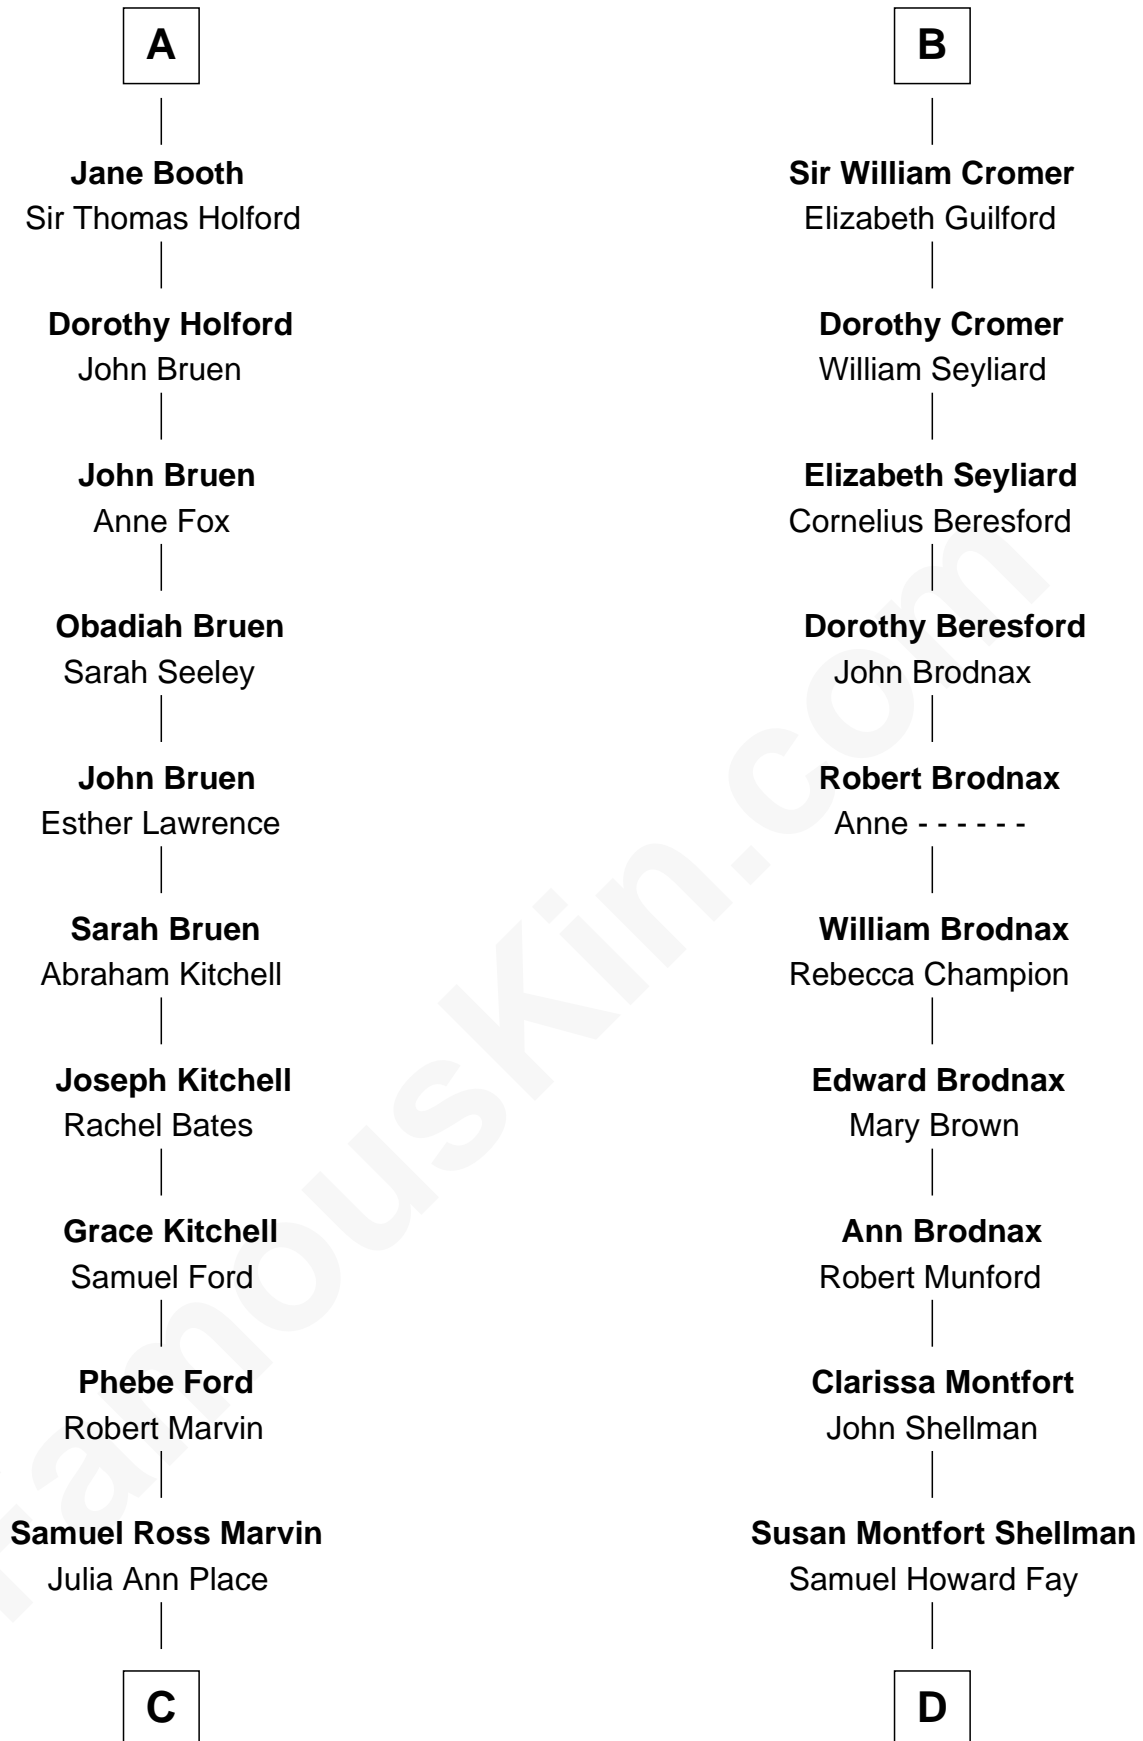 A
Jane Booth
Sir Thomas Holford
Dorothy Holford
John Bruen
John Bruen
Anne Fox
Obadiah Bruen
Sarah Seeley
John Bruen
Esther Lawrence
Sarah Bruen
Abraham Kitchell
Joseph Kitchell
Rachel Bates
Grace Kitchell
Samuel Ford
Phebe Ford
Robert Marvin
Samuel Ross Marvin
Julia Ann Place
C
B
Sir William Cromer
Elizabeth Guilford
Dorothy Cromer
William Seyliard
Elizabeth Seyliard
Cornelius Beresford
Dorothy Beresford
John Brodnax
Robert Brodnax
Anne - - - - - -
William Brodnax
Rebecca Champion
Edward Brodnax
Mary Brown
Ann Brodnax
Robert Munford
Clarissa Montfort
John Shellman
Susan Montfort Shellman
Samuel Howard Fay
D
FamousKin.com